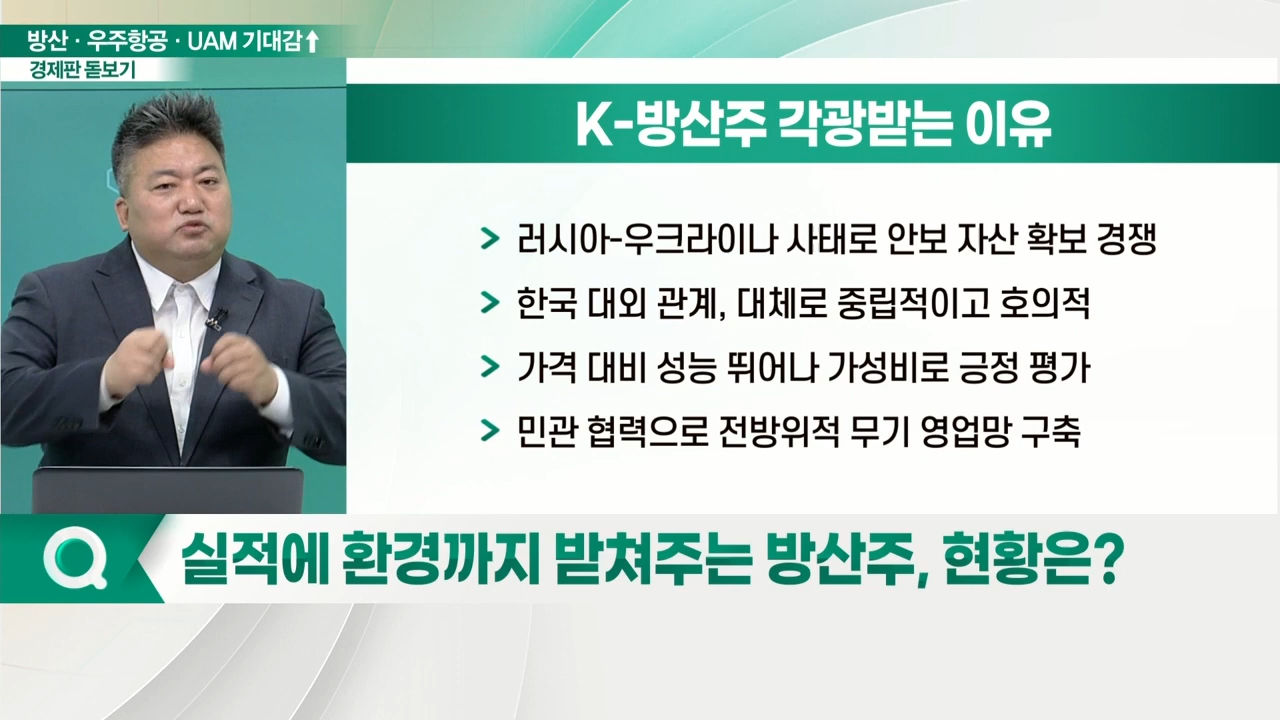 방산·우주항공·UAM 기대감↑
경제판 돋보기
K-방산주 각광받는 이유
> 러시아-우크라이나 사태로 안보 자산 확보 경쟁
> 한국 대외 관계, 대체로 중립적이고 호의적
> 가격 대비 성능 뛰어나 가성비로 긍정 평가
> 민관 협력으로 전방위적 무기 영업망 구축
Q 실적에 환경까지 받쳐주는 방산주, 현황은?